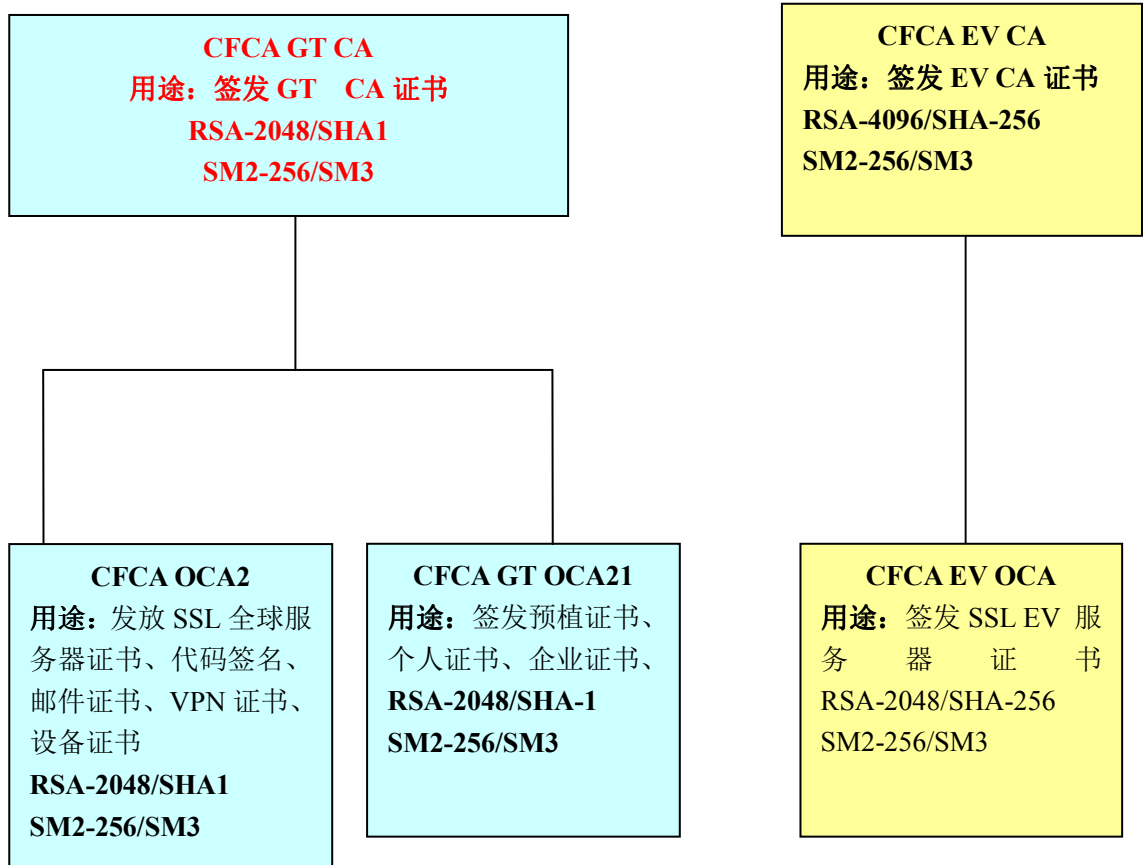 CFCA GT CA
用途：签发 GT CA 证书
RSA-2048/SHA1
SM2-256/SM3
CFCA EV CA
用途：签发 EV CA 证书
RSA-4096/SHA-256
SM2-256/SM3
CFCA OCA2
用途：发放 SSL 全球服
务器证书、代码签名、
邮件证书、VPN 证书、
设备证书
RSA-2048/SHA1
SM2-256/SM3
CFCA GT OCA21
用途：签发预植证书、
个人证书、企业证书、
RSA-2048/SHA-1
SM2-256/SM3
CFCA EV OCA
用途：签发 SSL EV 服
务器证书
RSA-2048/SHA-256
SM2-256/SM3